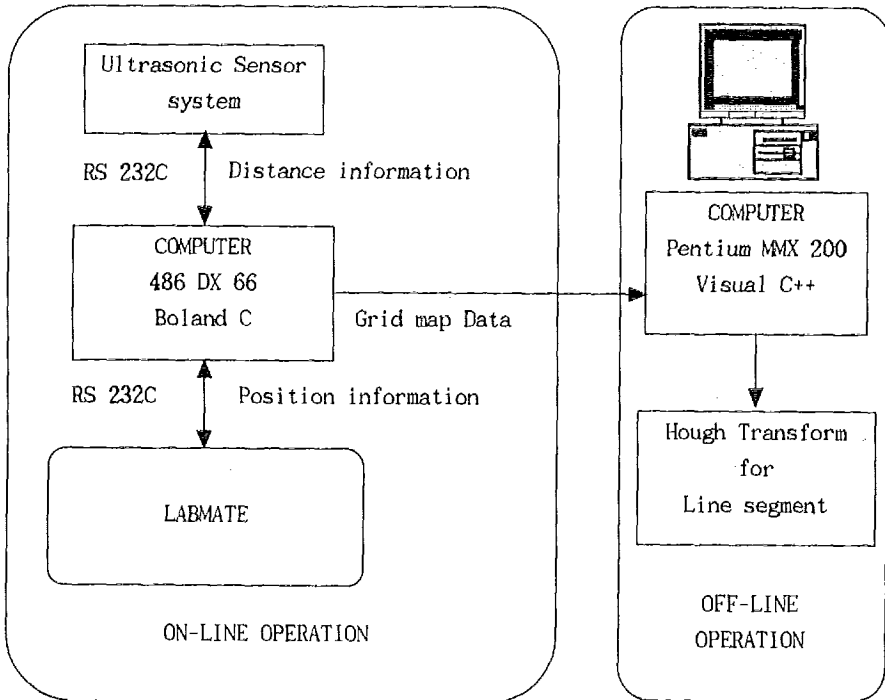 Ultrasonic Sensor
system
RS 232C
Distance information
COMPUTER
486 DX 66
Boland C
Grid map Data
RS 232C
Position information
LABMATE
ON-LINE OPERATION
COMPUTER
Pentium MMX 200
Visual C++
Hough Transform
for
Line segment
OFF-LINE
OPERATION